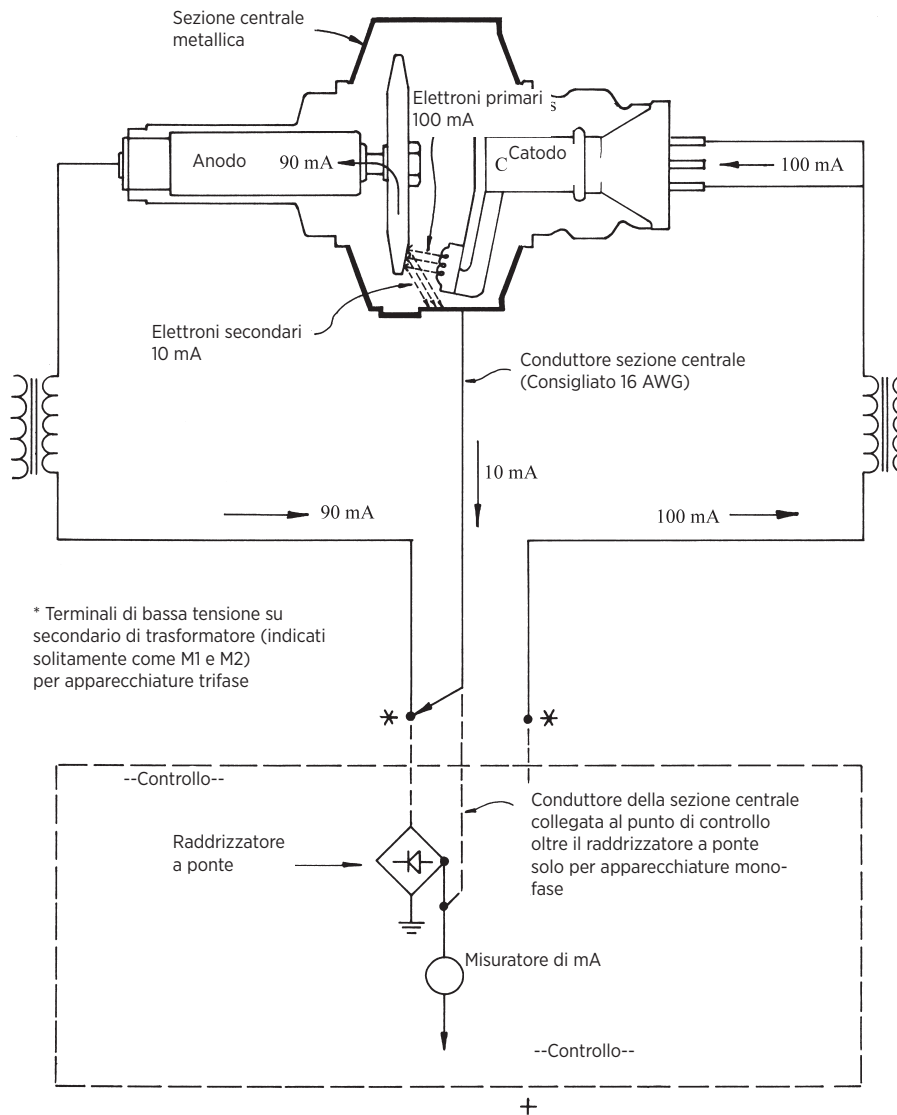 Sezione centrale
metallica
Elettroni primari
100 mA
s
Anodo
90 mA
C
Catodo
100 mA
Elettroni secondari
10 mA
Conduttore sezione centrale
(Consigliato 16 AWG)
10 mA
90 mA
100 mA
* Terminali di bassa tensione su
secondario di trasformatore (indicati
solitamente come M1 e M2)
per apparecchiature trifase
*
*
--Controllo--
Conduttore della sezione centrale
collegata al punto di controllo
oltre il raddrizzatore a ponte
solo per apparecchiature mono-
fase
Raddrizzatore
a ponte
Misuratore di mA
--Controllo--
+